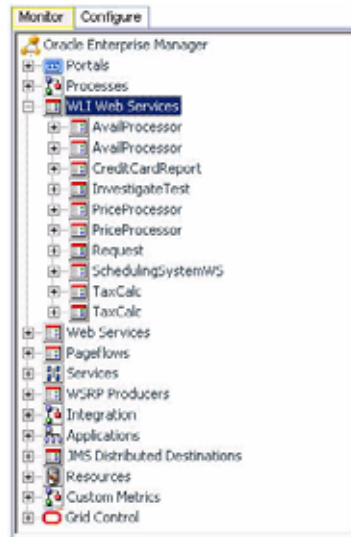 Monitor Configure
Oracle Enterprise Manager
Portals
Processes
WLI Web Services
AvailProcessor
AvailProcessor
CreditCardReport
InvestigateTest
PriceProcessor
PriceProcessor
Request
SchedulingSystemWS
TaxCalc
TaxCalc
Web Services
Pageflows
Services
WSRP Producers
Integration
Applications
JMS Distributed Destinations
Resources
Custom Metrics
Grid Control